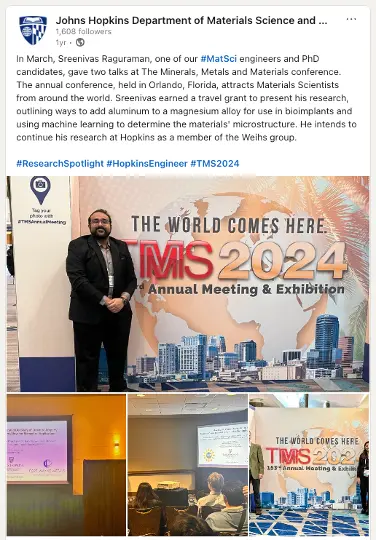 Johns Hopkins Department of Materials Science and ...
1,608 followers
1yr •
In March, Sreenivas Raguraman, one of our #MatSci engineers and PhD
candidates, gave two talks at The Minerals, Metals and Materials conference.
The annual conference, held in Orlando, Florida, attracts Materials Scientists
from around the world. Sreenivas earned a travel grant to present his research,
outlining ways to add aluminum to a magnesium alloy for use in bioimplants and
using machine learning to determine the materials' microstructure. He intends to
continue his research at Hopkins as a member of the Weihs group.
#ResearchSpotlight #HopkinsEngineer #TMS2024
Tag your
photo with
#TMSAnnualMeeting
THE WORLD COMES HERE.
TMS2024
rd Annual Meeting & Exhibition
THE WORLD COMES HERE
TMS 202
153rd Annual Meeting & Exhibi